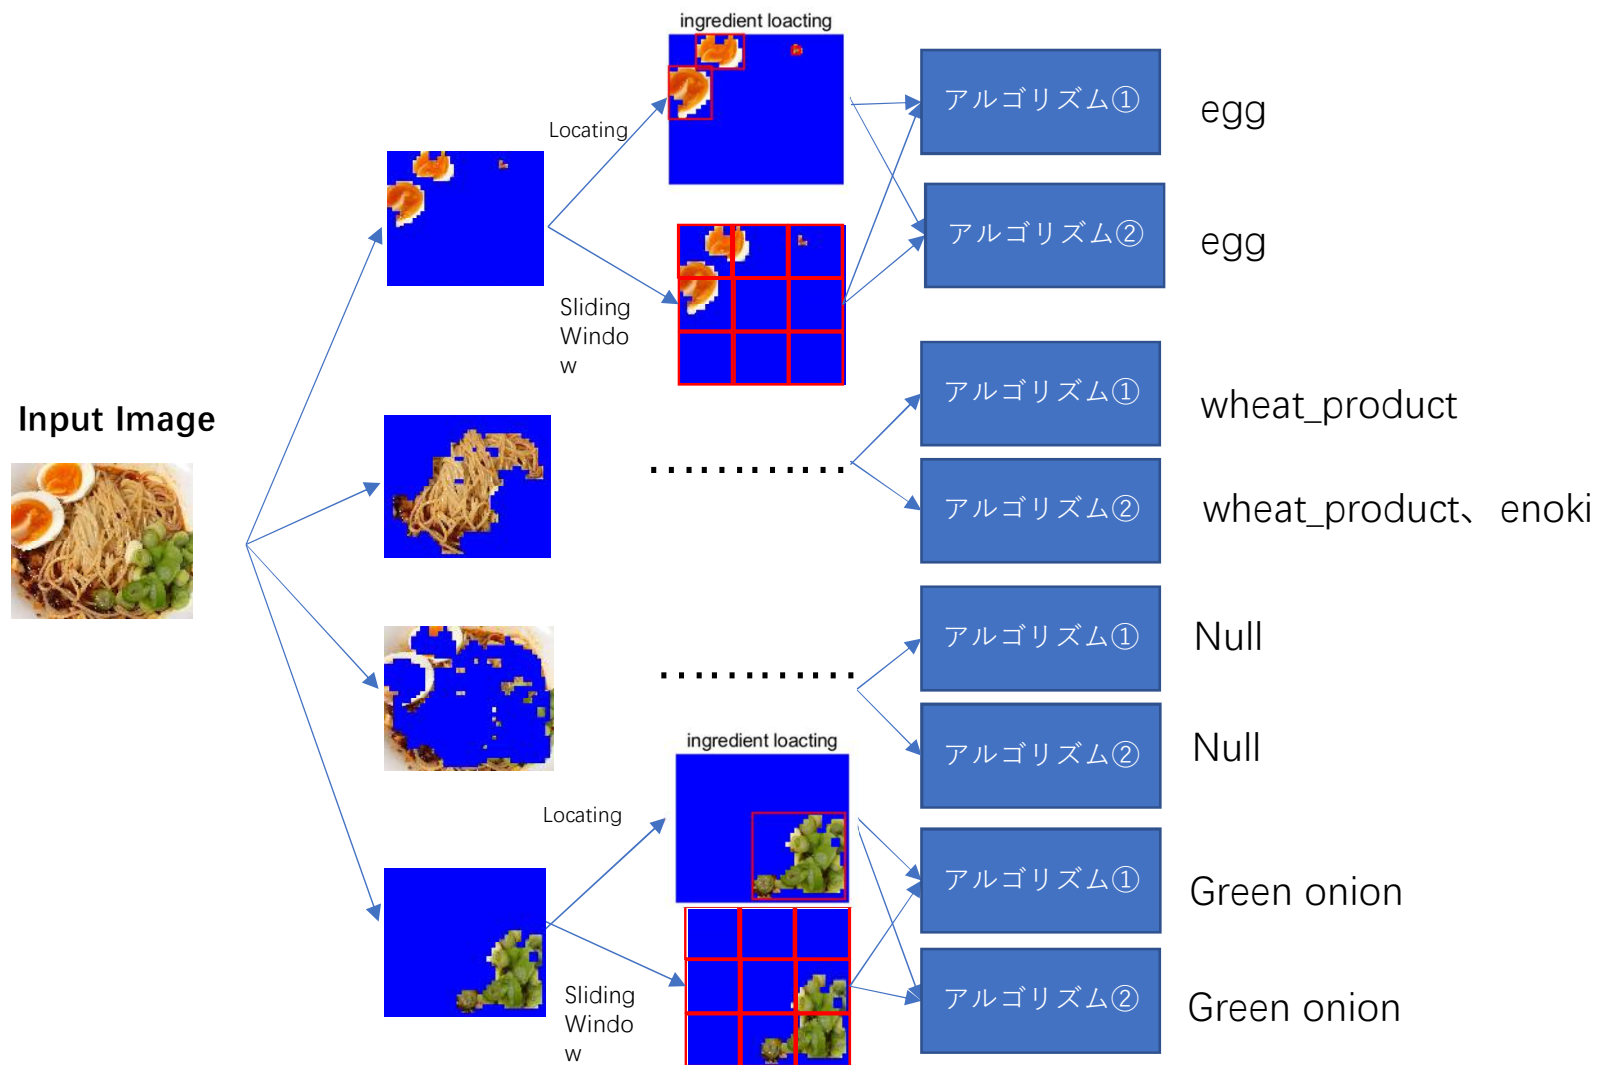 ingredient loacting
Locating
アルゴリズム①
egg
アルゴリズム②
egg
Sliding
Windo
w
Input Image
アルゴリズム①
wheat_product
アルゴリズム②
wheat_product、enoki
アルゴリズム①
Null
アルゴリズム②
Null
ingredient loacting
Locating
アルゴリズム①
Green onion
Sliding
Windo
w
アルゴリズム②
Green onion